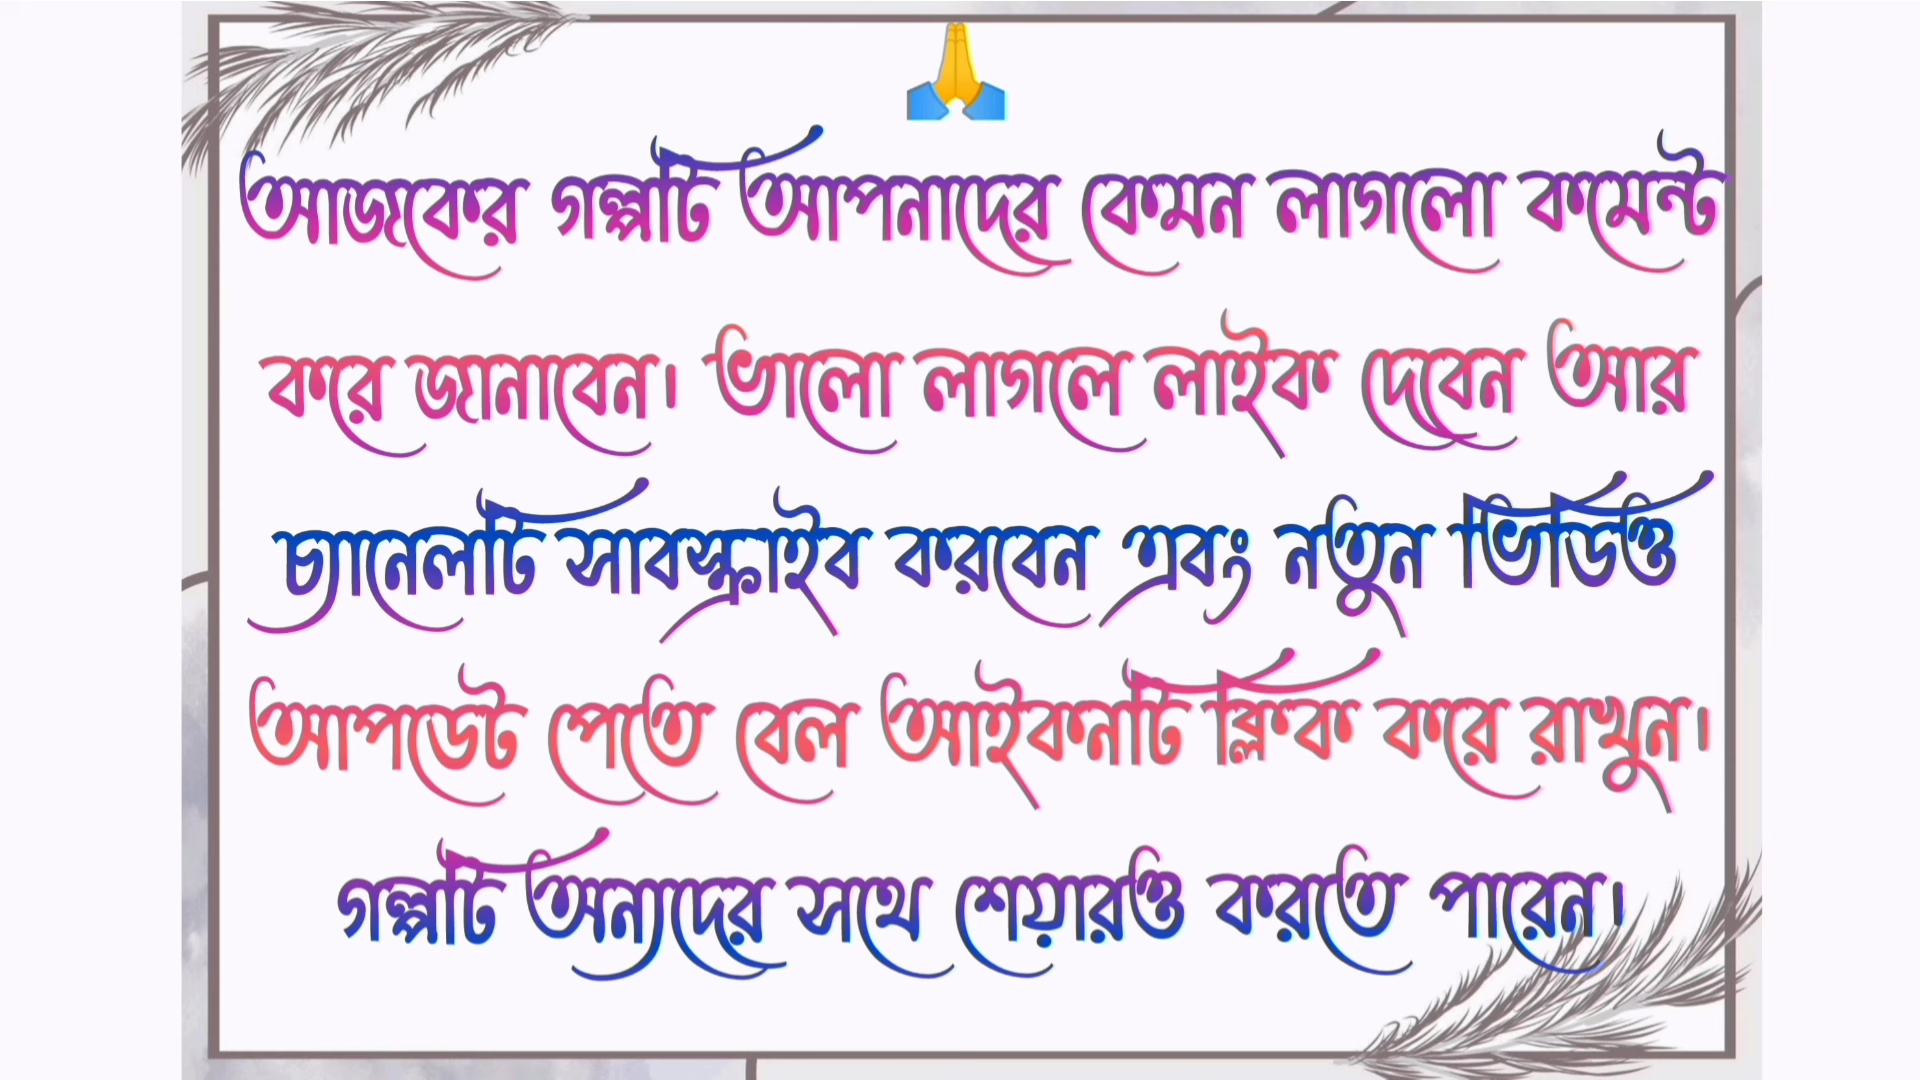 আজকের গল্পটি আপনাদের কেমন লাগলো কমেন্ট
করে জানাবেন। ভালো লাগলে লাইক দেবেন আর
চ্যানেলটি সাবস্ক্রাইব করবেন এবং নতুন ভিডিও
আপডেট পেতে বেল আইকনটি ক্লিক করে রাখুন।
গল্পটি অন্যদের সথে শেয়ারও করতে পারেন।